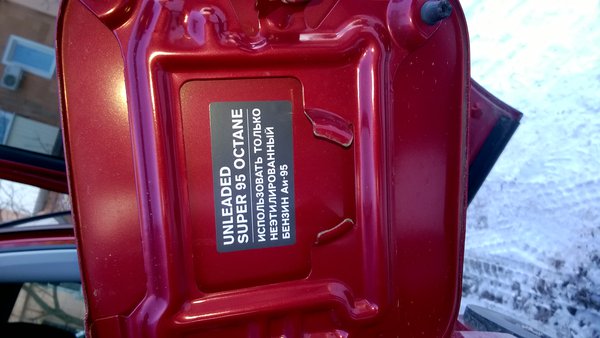 UNLEADED
SUPER 95 OCTANE
ИСПОЛЬЗОВАТЬ ТОЛЬКО
НЕЭТИЛИРОВАННЫЙ
БЕНЗИН Аи-95